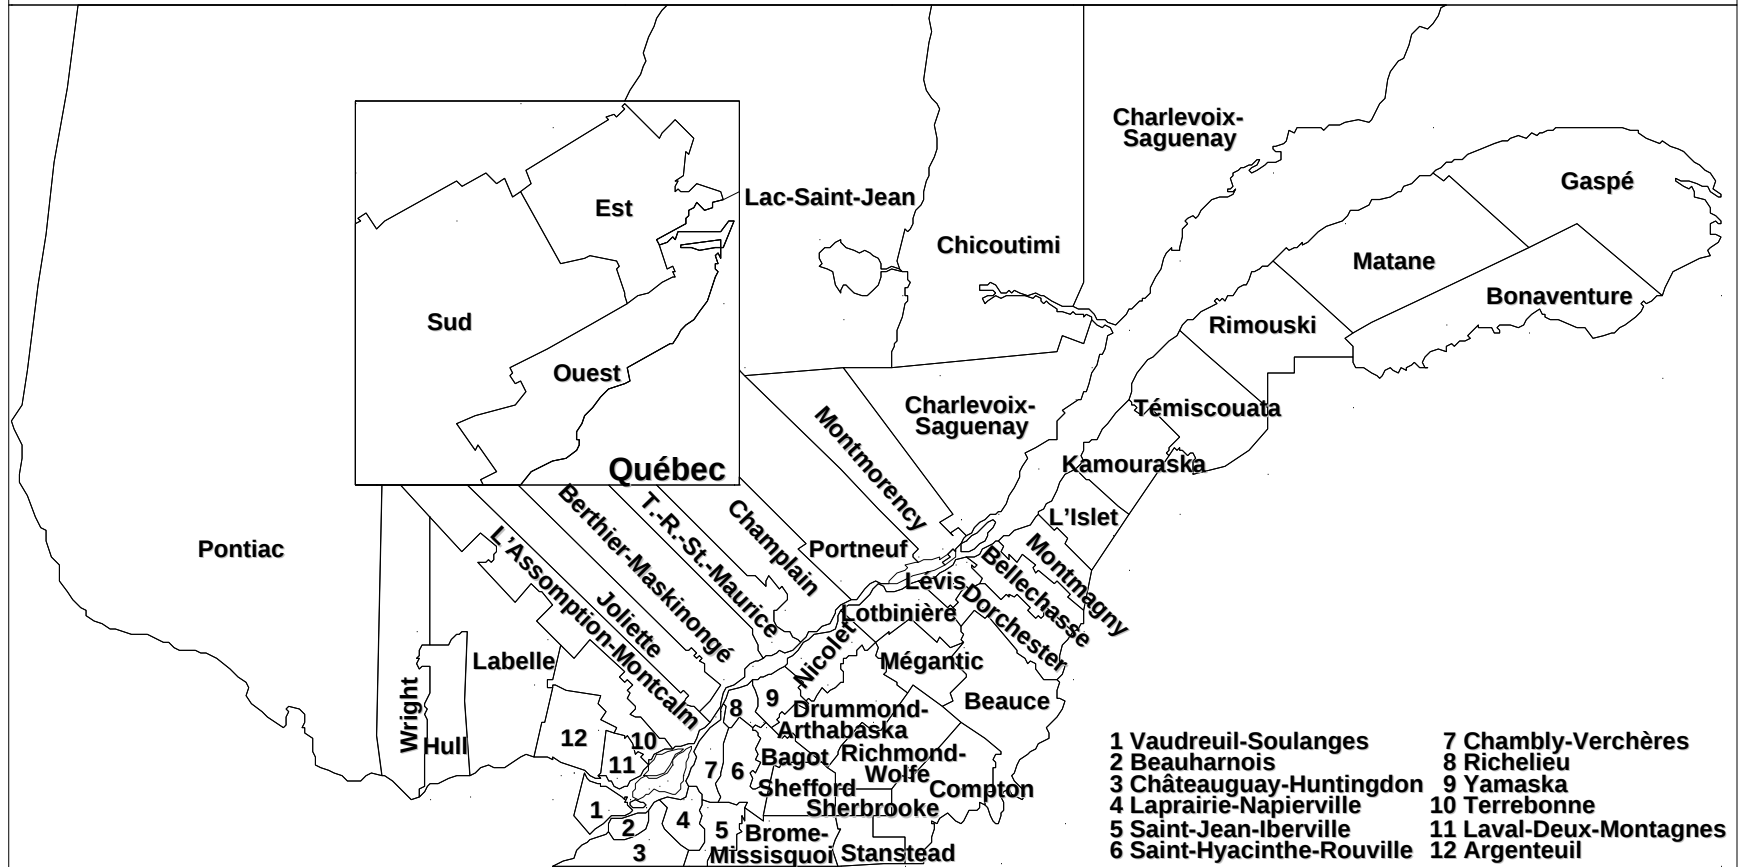 Charlevoix-
Saguenay
Gaspé
Lac-Saint-Jean
Est
Chicoutimi
Matane
Bonaventure
Sud
Rimouski
Ouest
Charlevoix-
Saguenay
Témiscouata
Québec
Montmorency
Kamouraska
L’Islet
Pontiac
Berthier-Maskinongé
T.-R.-St.-Maurice
Champlain
Portneuf
L’Assomption-Montcalm
Joliette
Lévis
Bellechasse
Montmagny
Lotbinière
Dorchester
Nicolet
Labelle
Mégantic
Beauce
Wright
Hull
12
10
11
8
9
Drummond-
Arthabaska
Bagot
Richmond-
Wolfe
7
6
Shefford
Sherbrooke
Compton
1
2
3
4
5
Brome-
Missisquoi
Stanstead
1 Vaudreuil-Soulanges
2 Beauharnois
3 Châteauguay-Huntingdon
4 Laprairie-Napierville
5 Saint-Jean-Iberville
6 Saint-Hyacinthe-Rouville
7 Chambly-Verchères
8 Richelieu
9 Yamaska
10 Terrebonne
11 Laval-Deux-Montagnes
12 Argenteuil